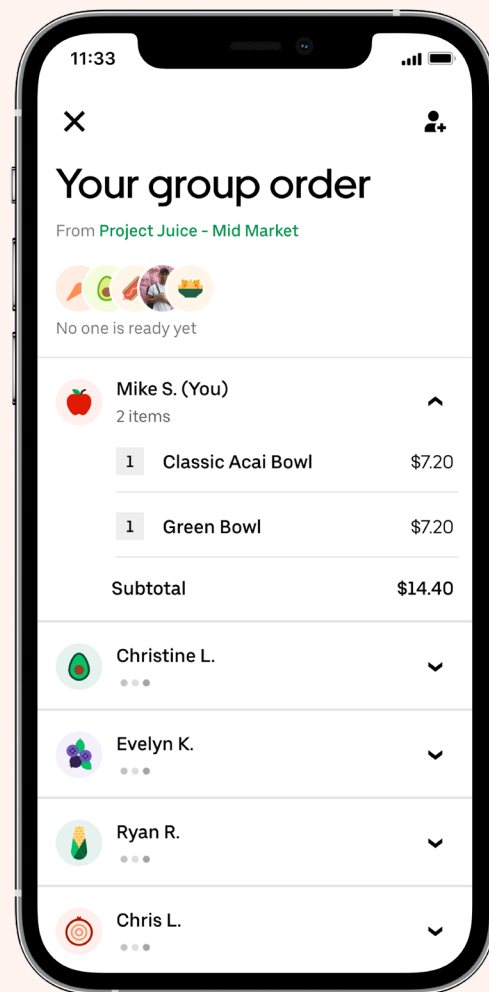 11:33
Your group order
From Project Juice - Mid Market
No one is ready yet
Mike S. (You)
2 items
1 Classic Acai Bowl $7.20
1 Green Bowl $7.20
Subtotal $14.40
Christine L.
Evelyn K.
Ryan R.
Chris L.